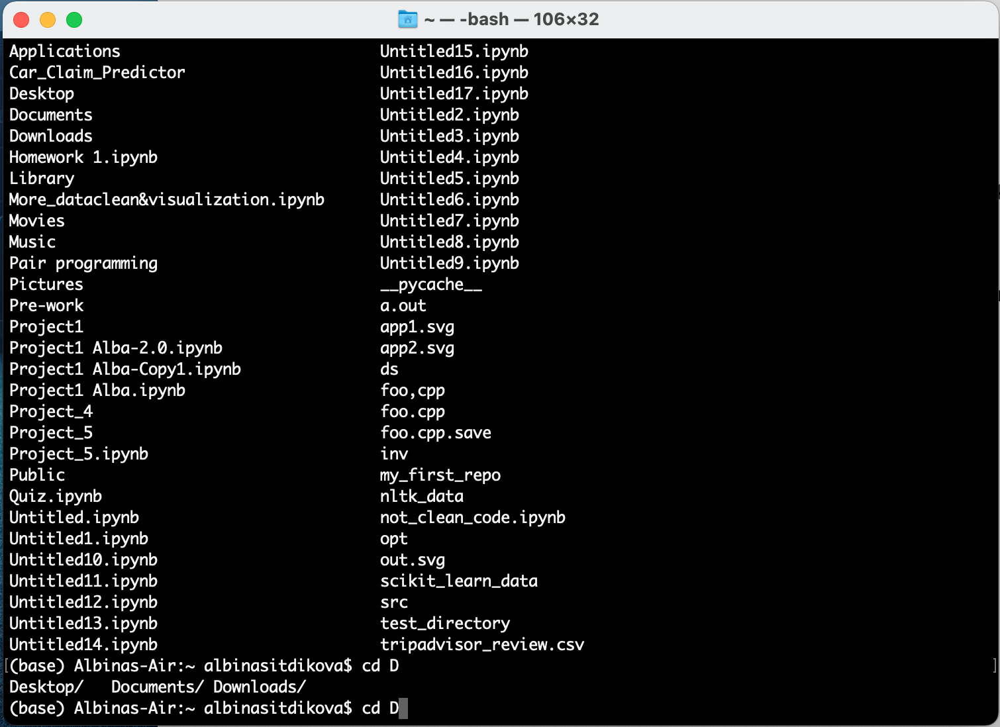 ~ — -bash — 106×32
Applications Untitled15.ipynb
Car_Claim_Predictor Untitled16.ipynb
Desktop Untitled17.ipynb
Documents Untitled2.ipynb
Downloads Untitled3.ipynb
Homework 1.ipynb Untitled4.ipynb
Library Untitled5.ipynb
More_dataclean&visualization.ipynb Untitled6.ipynb
Movies Untitled7.ipynb
Music Untitled8.ipynb
Pair programming Untitled9.ipynb
Pictures __pycache__
Pre-work a.out
Project1 app1.svg
Project1 Alba-2.0.ipynb app2.svg
Project1 Alba-Copy1.ipynb ds
Project1 Alba.ipynb foo,cpp
Project_4 foo.cpp
Project_5 foo.cpp.save
Project_5.ipynb inv
Public my_first_repo
Quiz.ipynb nltk_data
Untitled.ipynb not_clean_code.ipynb
Untitled1.ipynb opt
Untitled10.ipynb out.svg
Untitled11.ipynb scikit_learn_data
Untitled12.ipynb src
Untitled13.ipynb test_directory
Untitled14.ipynb tripadvisor_review.csv
[(base) Albinas-Air:~ albinasitdikova$ cd D ]
Desktop/ Documents/ Downloads/
(base) Albinas-Air:~ albinasitdikova$ cd D